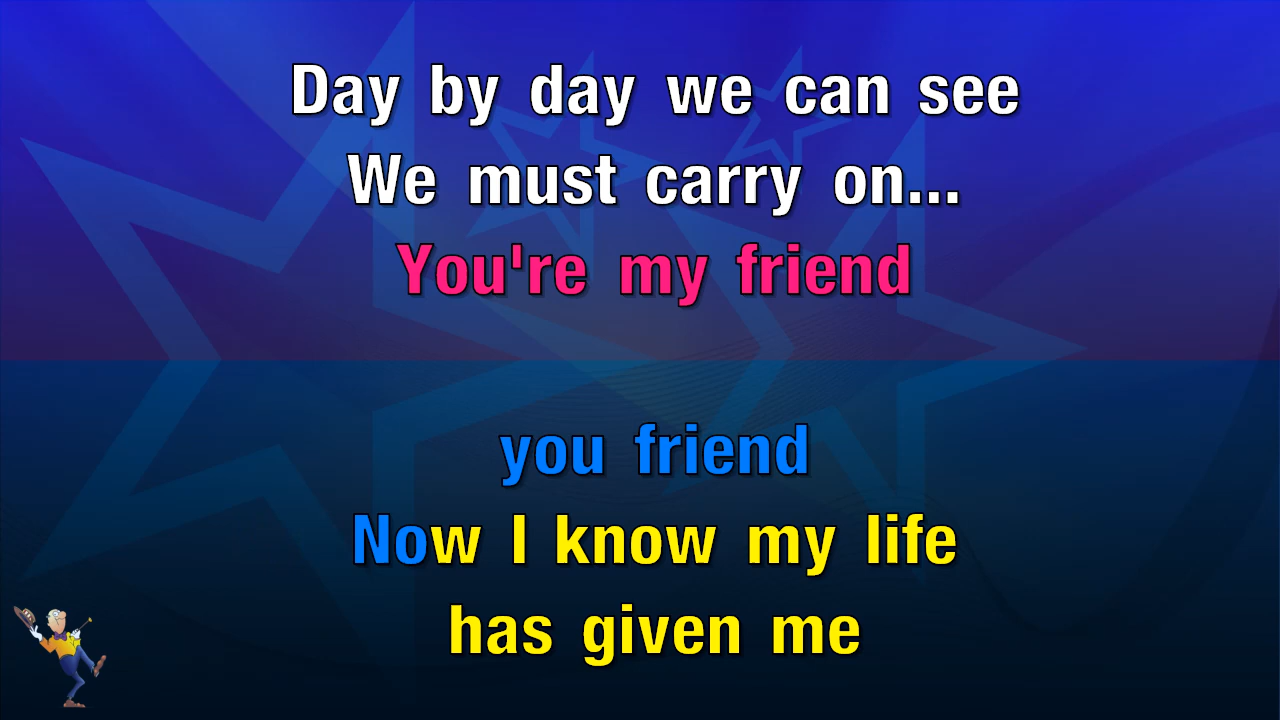 Day by day we can see
We must carry on...
You're my friend
you friend
Now I know my life
has given me